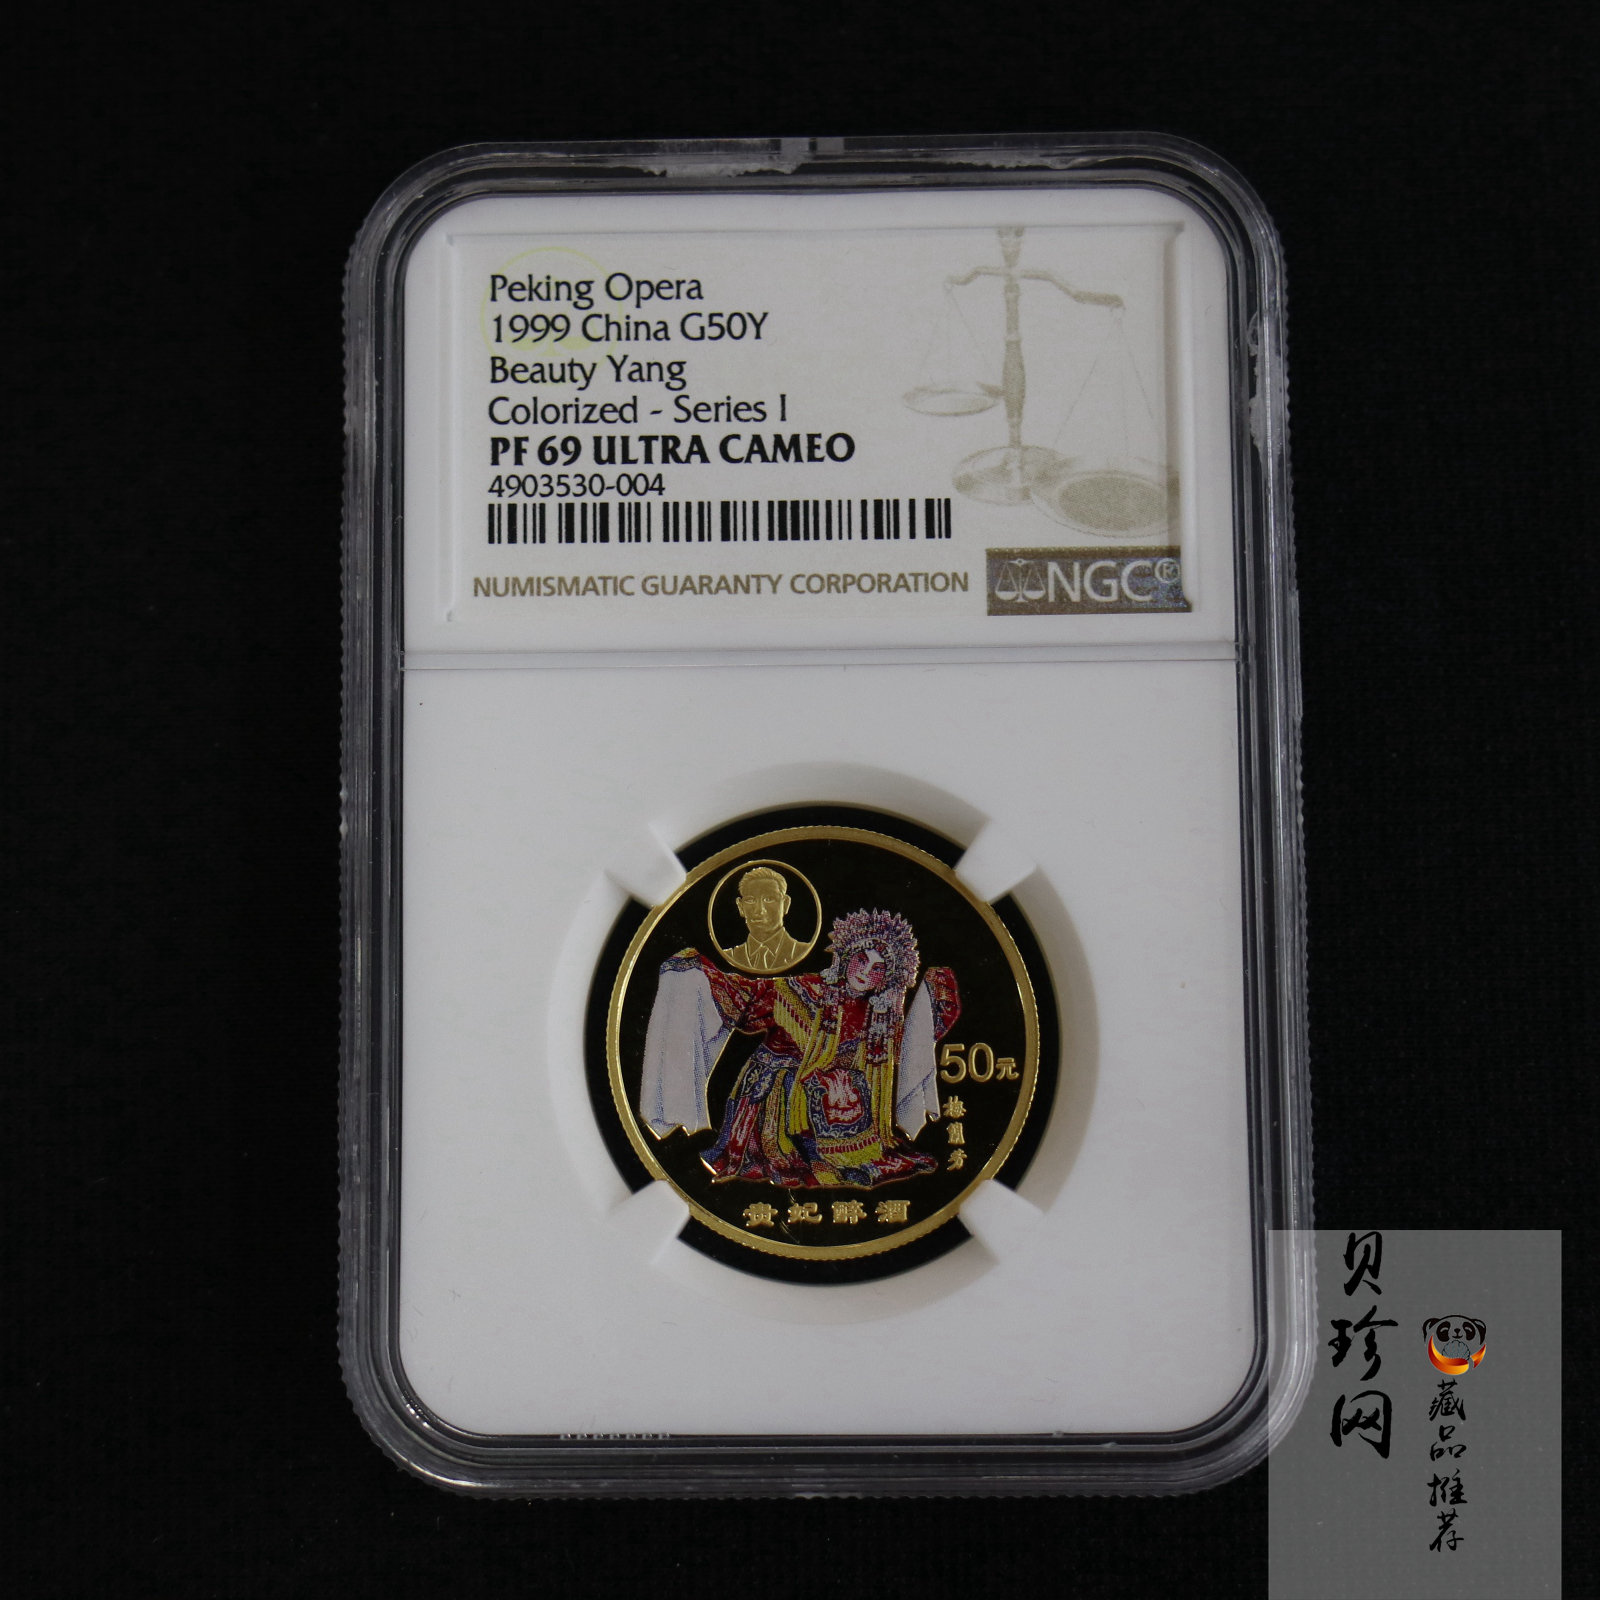 Peking Opera
1999 China G50Y
Beauty Yang
Colorized - Series I
PF 69 ULTRA CAMEO
4903530-004
NUMISMATIC GUARANTY CORPORATION
NGC®
50元
梅蘭芳
贵妃醉酒
贝珍网
藏品推荐